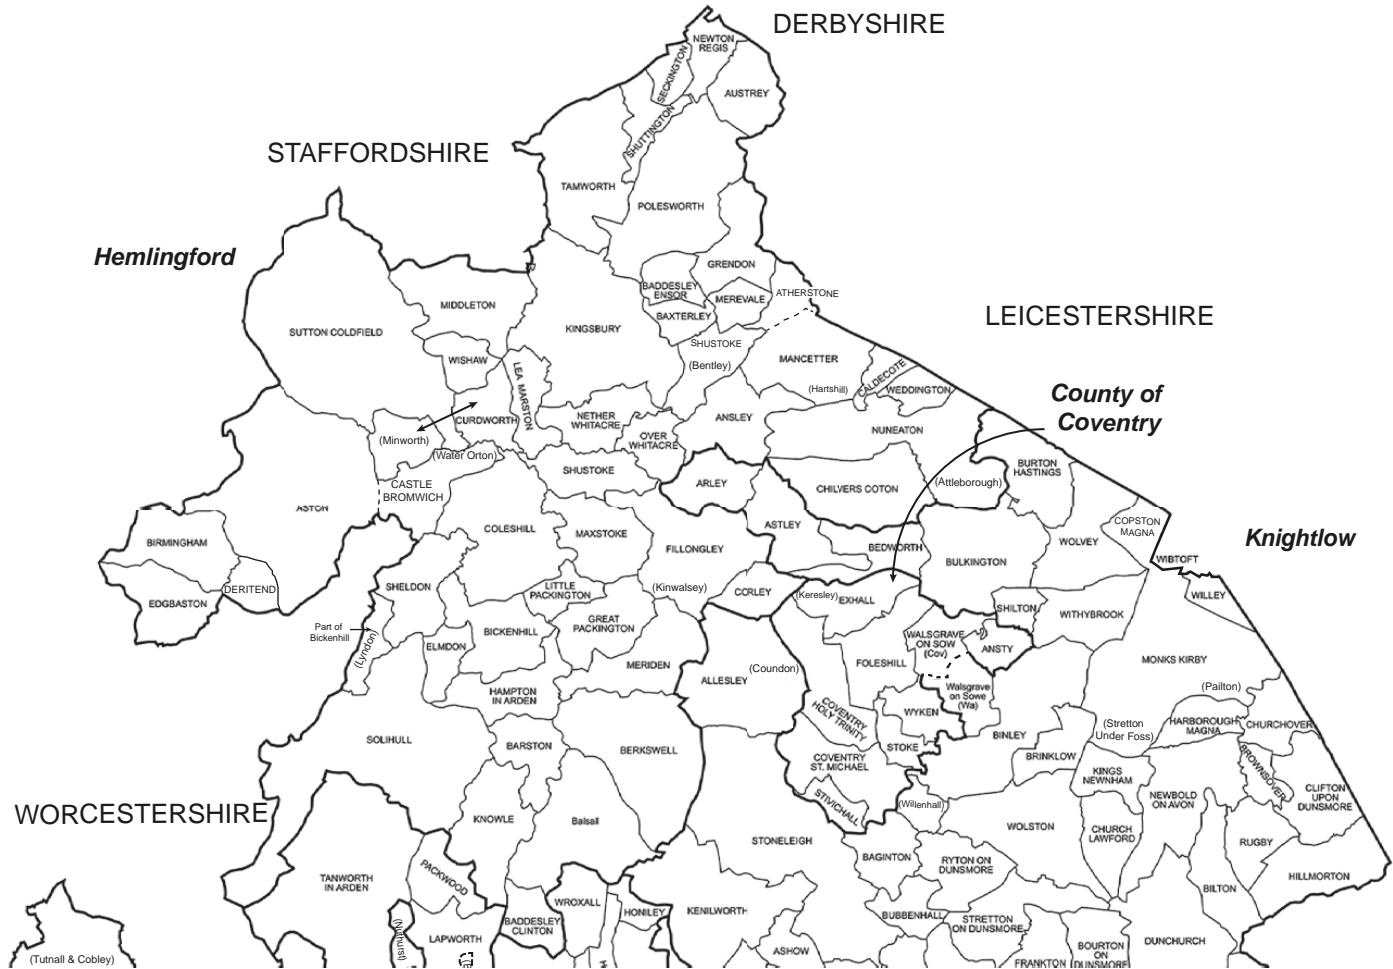 DERBYSHIRE
NEWTON
REGIS
SECKINGTON
AUSTREY
SHUTTINGTON
STAFFORDSHIRE
TAMWORTH
POLESWORTH
Hemlingford
GRENDON
BADDESLEY
ENSOR
MEREVALE
ATHERSTONE
MIDDLETON
SUTTON COLDFIELD
KINGSBURY
BAXTERLEY
LEICESTERSHIRE
SHUSTOKE
(Bentley)
MANCETTER
(Hartshill)
CALDECOTE
WEDDINGTON
WISHAW
LEA MARSTON
County of
Coventry
CURDWORTH
NETHER
WHITACRE
OVER
WHITACRE
ANSLEY
NUNEATON
(Minworth)
(Water Orton)
CASTLE
BROMWICH
SHUSTOKE
ARLEY
CHILVERS COTON
(Attleborough)
BURTON
HASTINGS
ASTON
COLESHILL
MAXSTOKE
ASTLEY
COPSTON
MAGNA
WOLVEY
Knightlow
BIRMINGHAM
FILLONGLEY
BEDWORTH
BULKINGTON
WIBTOFT
EDGBASTON
DERITEND
SHELDON
LITTLE
PACKINGTON
(Kinwalsey)
CORLEY
(Keresley)
EXHALL
SHILTON
WITHYBROOK
WILLEY
Part of
Bickenhill
(Lyndon)
ELMDON
BICKENHILL
GREAT
PACKINGTON
WALSGRAVE
ON SOW
(Cov)
ANSTY
MERIDEN
ALLESLEY
(Coundon)
FOLESHILL
MONKS KIRBY
(Pailton)
HAMPTON
IN ARDEN
Walsgrave
on Sowe
(Wa)
COVENTRY
HOLY TRINITY
WYKEN
SOLIHULL
BARSTON
BERKSWELL
STOKE
BINLEY
(Stretton
Under Foss)
HARBOROUGH
MAGNA
CHURCHOVER
COVENTRY
ST. MICHAEL
BRINKLOW
KINGS
NEWNHAM
BROWNSOVER
STIVICHALL
(Willenhall)
NEWBOLD
ON AVON
CLIFTON
UPON
DUNSMORE
WORCESTERSHIRE
KNOWLE
Balsall
STONELEIGH
WOLSTON
CHURCH
LAWFORD
RUGBY
BAGINTON
RYTON ON
DUNSMORE
TANWORTH
IN ARDEN
PACKWOOD
WROXALL
HONILEY
KENILWORTH
BUBBENHALL
STRETTON
ON DUNSMORE
BILTON
HILLMORTON
BADDESLEY
CLINTON
(Nuthurst)
LAPWORTH
ASHOW
FRANKTON
BOURTON
ON
DUNSMORE
DUNCHURCH
(Tutnall & Cobley)